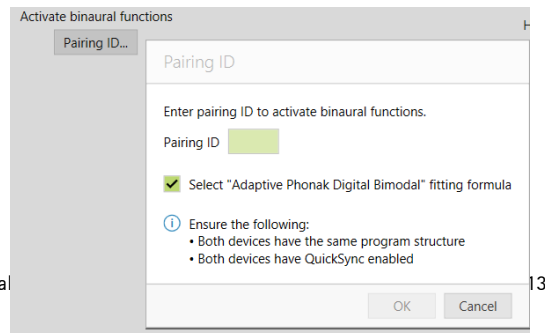 Activate binaural functions
Pairing ID...
Pairing ID
Enter pairing ID to activate binaural functions.
Pairing ID
Select "Adaptive Phonak Digital Bimodal" fitting formula
Ensure the following:
• Both devices have the same program structure
• Both devices have QuickSync enabled
13
OK Cancel